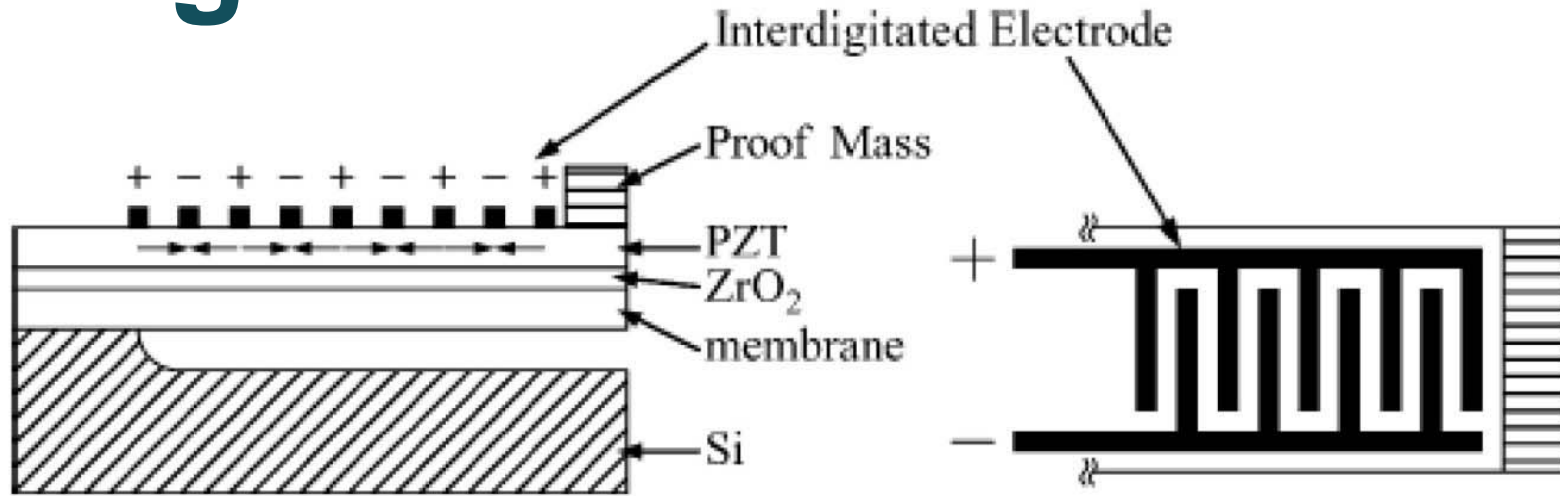 g
Interdigitated Electrode
Proof Mass
+ − + − + − + − +
PZT
ZrO₂
membrane
Si
+
−